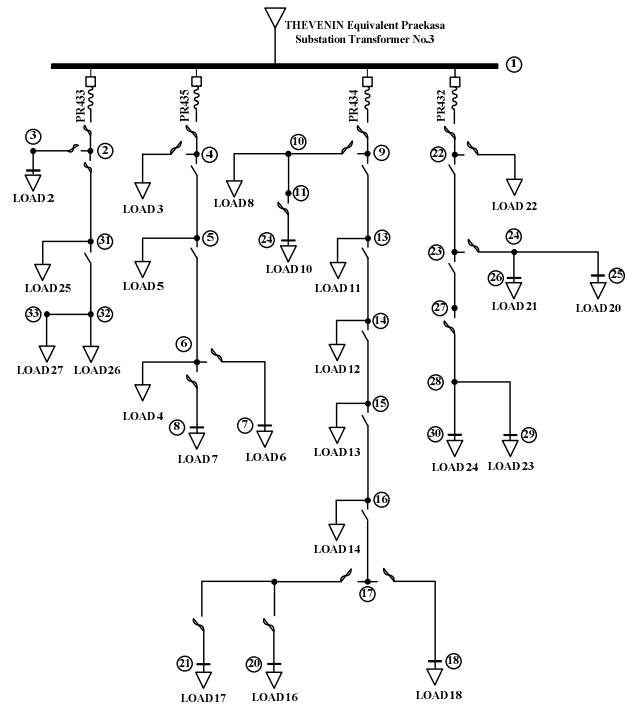 THEVENIN Equivalent Praekasa
Substation Transformer No.3
1
PR433
PR435
PR434
PR432
3
2
4
10
9
22
LOAD 2
LOAD 3
LOAD 8
11
LOAD 22
31
5
24
LOAD 10
13
23
24
26
25
LOAD 25
LOAD 5
LOAD 11
LOAD 21
LOAD 20
33
32
27
14
6
LOAD 27
LOAD 26
LOAD 12
28
LOAD 4
15
8
7
30
29
LOAD 7
LOAD 6
LOAD 13
LOAD 24
LOAD 23
16
LOAD 14
17
21
20
18
LOAD 17
LOAD 16
LOAD 18